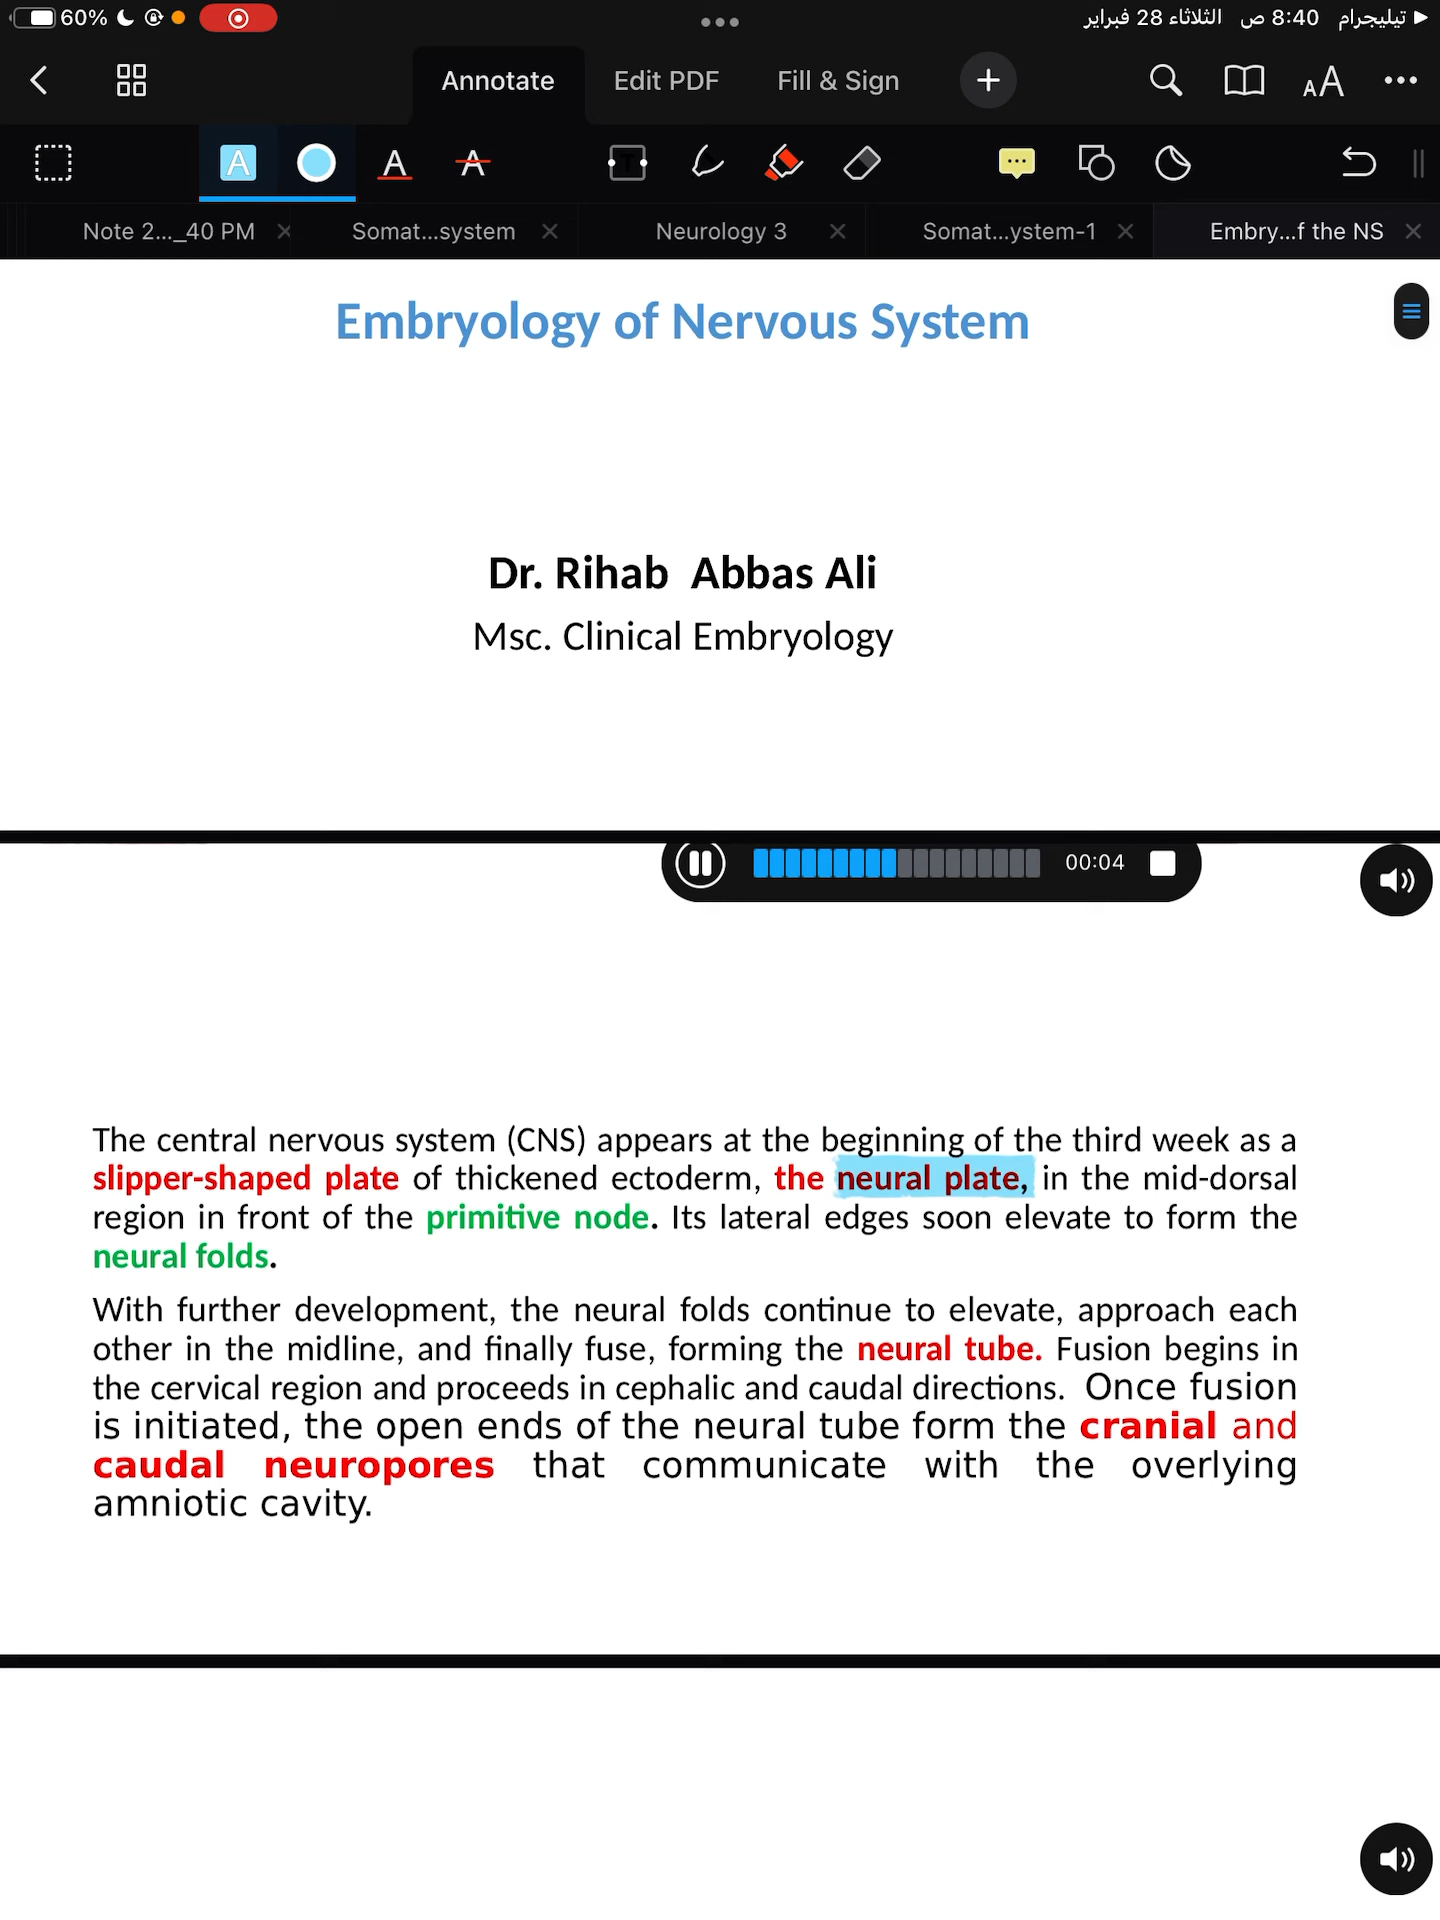 60%
الثلاثاء 28 فبراير 8:40 ص تيليجرام
Annotate Edit PDF Fill & Sign
AA
A A A T
Note 2..._40 PM Somat...system Neurology 3 Somat...ystem-1 Embry...f the NS
Embryology of Nervous System
Dr. Rihab Abbas Ali
Msc. Clinical Embryology
00:04
The central nervous system (CNS) appears at the beginning of the third week as a
slipper-shaped plate of thickened ectoderm, the neural plate, in the mid-dorsal
region in front of the primitive node. Its lateral edges soon elevate to form the
neural folds.
With further development, the neural folds continue to elevate, approach each
other in the midline, and finally fuse, forming the neural tube. Fusion begins in
the cervical region and proceeds in cephalic and caudal directions. Once fusion
is initiated, the open ends of the neural tube form the cranial and
caudal neuropores that communicate with the overlying
amniotic cavity.